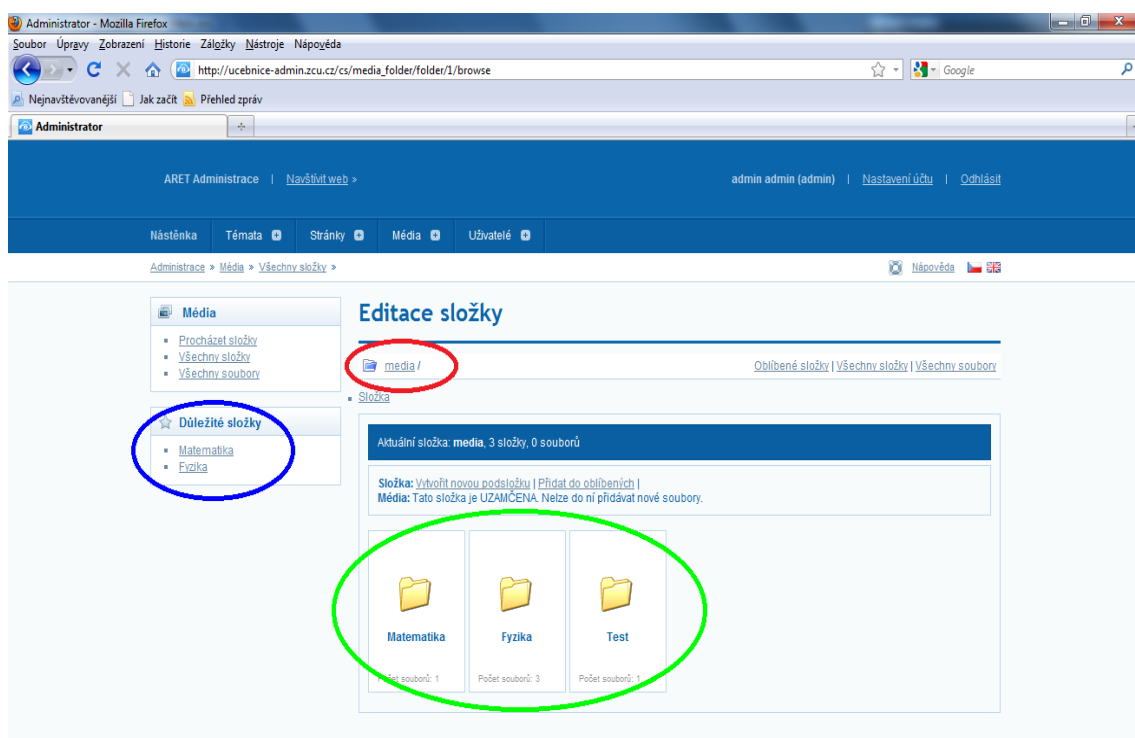 Administrator - Mozilla Firefox
Soubor Úpravy Zobrazení Historie Záložky Nástroje Nápověda
http://ucebnice-admin.zcu.cz/cs/media_folder/folder/1/browse
Google
Nejnavštěvovanější Jak začít Přehled zpráv
Administrator
ARET Administrace | Navštívit web »
admin admin (admin) | Nastavení účtu | Odhlásit
Nástěnka Témata Stránky Média Uživatelé
Administrace » Média » Všechny složky »
Nápověda
Média
Procházet složky
Všechny složky
Všechny soubory
Důležité složky
Matematika
Fyzika
Editace složky
media /
Oblíbené složky | Všechny složky | Všechny soubory
Složka
Aktuální složka: media, 3 složky, 0 souborů
Složka: Vytvořit novou podsložku | Přidat do oblíbených |
Média: Tato složka je UZAMČENA. Nelze do ní přidávat nové soubory.
Matematika Fyzika Test
Počet souborů: 1 Počet souborů: 3 Počet souborů: 1